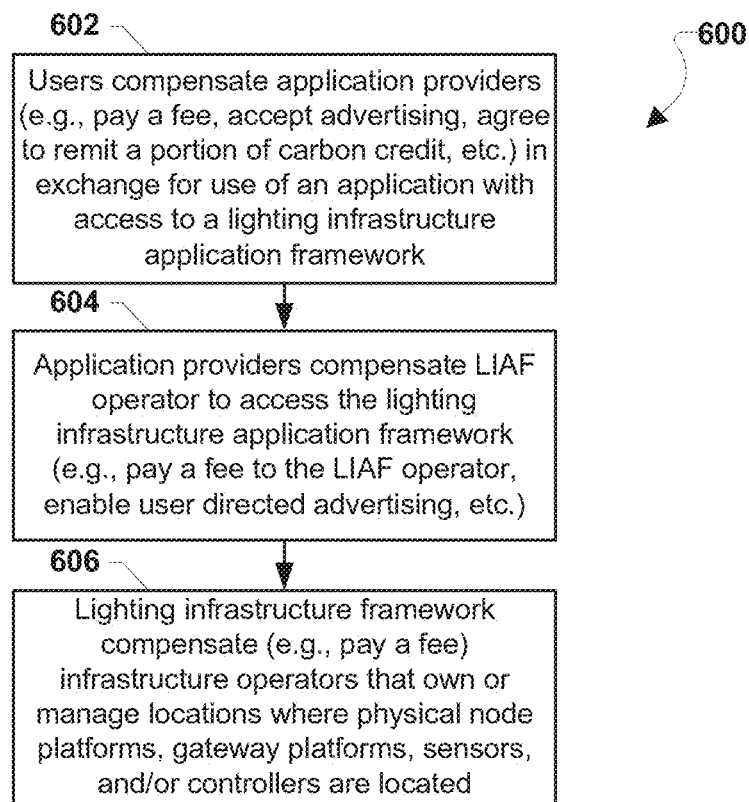 602
600
Users compensate application providers
(e.g., pay a fee, accept advertising, agree
to remit a portion of carbon credit, etc.) in
exchange for use of an application with
access to a lighting infrastructure
application framework
604
Application providers compensate LIAF
operator to access the lighting
infrastructure application framework
(e.g., pay a fee to the LIAF operator,
enable user directed advertising, etc.)
606
Lighting infrastructure framework
compensate (e.g., pay a fee)
infrastructure operators that own or
manage locations where physical node
platforms, gateway platforms, sensors,
and/or controllers are located